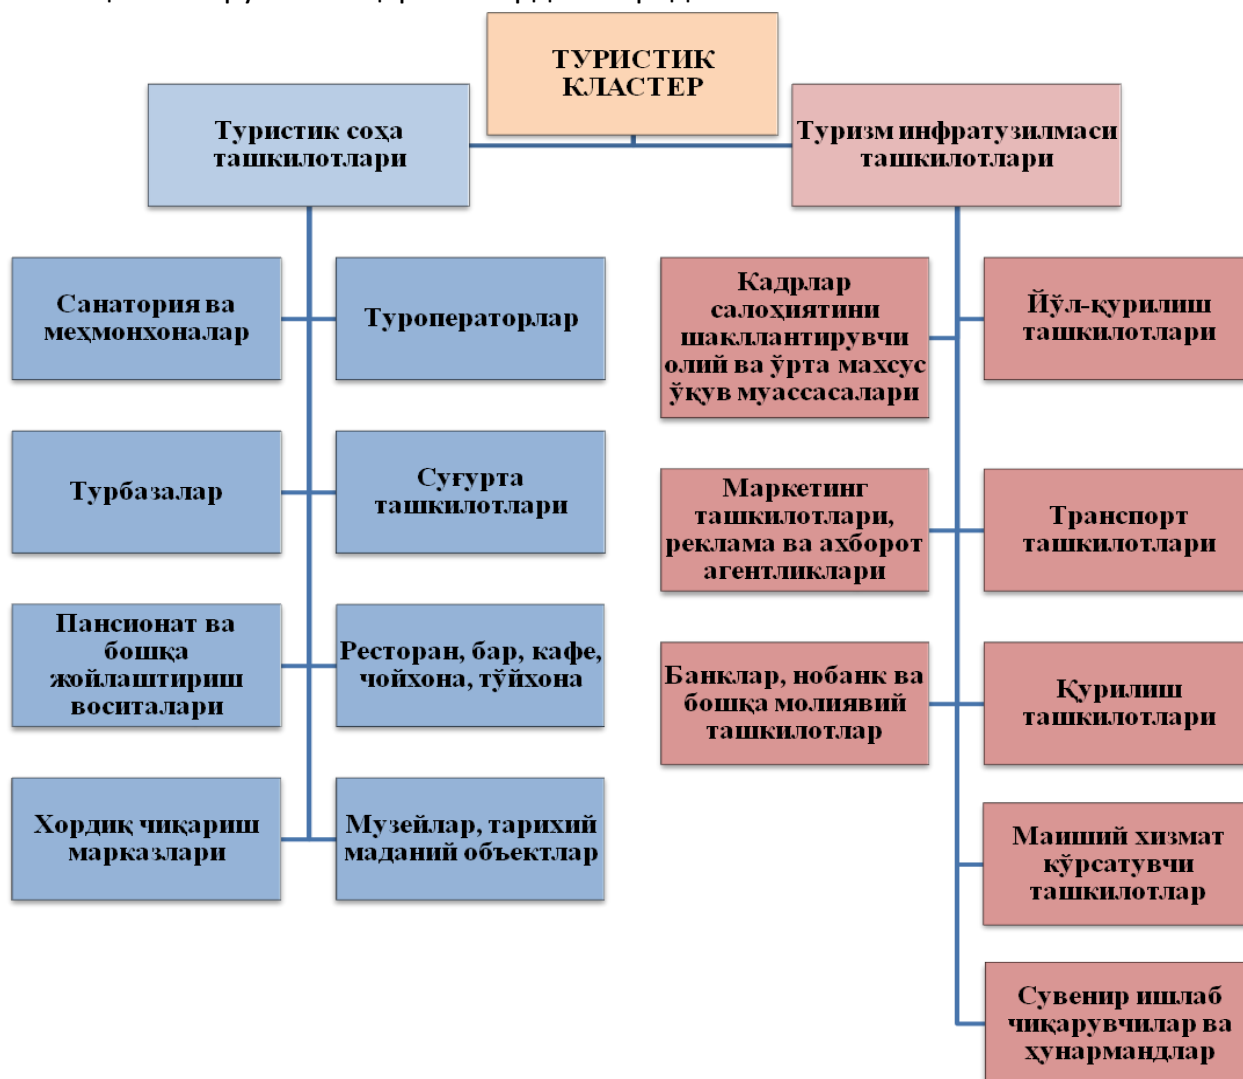 ТУРИСТИК
КЛАСТЕР
Туристик соҳа
ташкилотлари
Туризм инфратузилмаси
ташкилотлари
Санатория ва
меҳмонхоналар
Туроператорлар
Турбазалар
Суғурта
ташкилотлари
Пансионат ва
бошқа
жойлаштириш
воситалари
Ресторан, бар, кафе,
чойхона, тўйхона
Хордиқ чиқариш
марказлари
Музейлар, тарихий
маданий объектлар
Кадрлар
салоҳиятини
шакллантирувчи
олий ва ўрта махсус
ўқув муассасалари
Йўл-қурилиш
ташкилотлари
Маркетинг
ташкилотлари,
реклама ва ахборот
агентликлари
Транспорт
ташкилотлари
Банклар, нобанк ва
бошқа молиявий
ташкилотлар
Қурилиш
ташкилотлари
Маиший хизмат
кўрсатувчи
ташкилотлар
Сувенир ишлаб
чиқарувчилар ва
ҳунармандлар